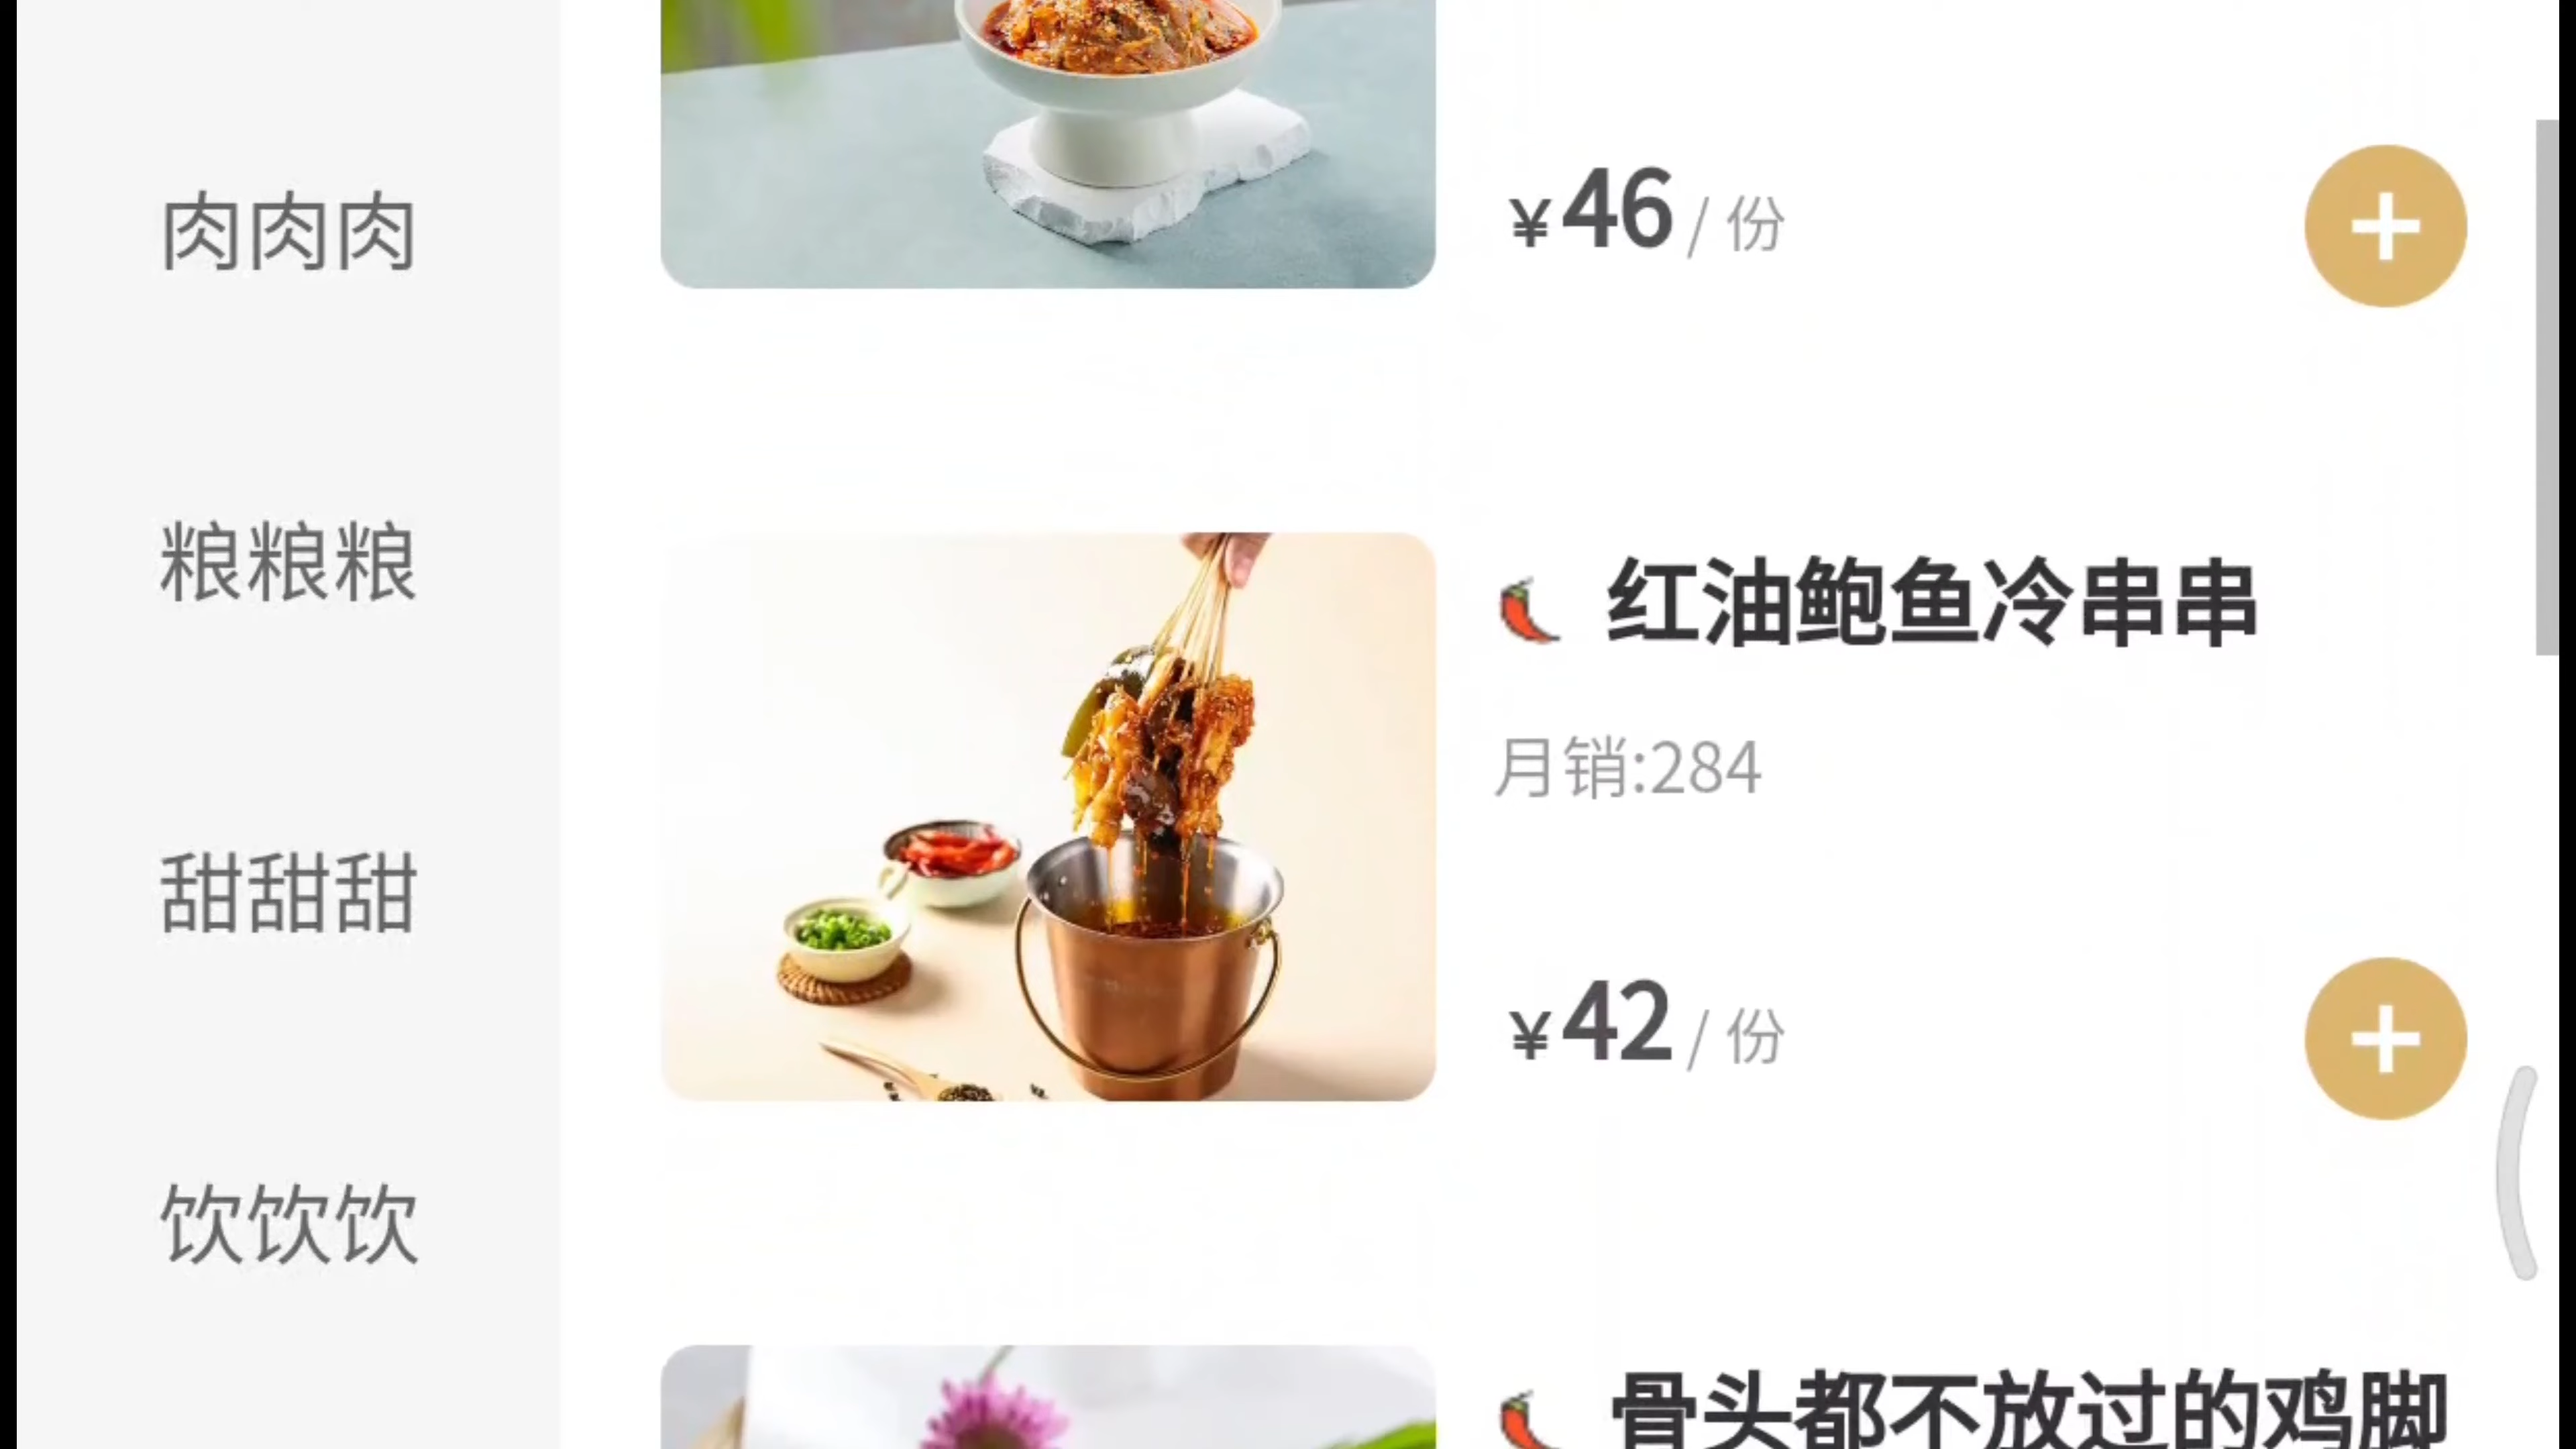 肉肉肉
粮粮粮
甜甜甜
饮饮饮
¥46/份
红油鲍鱼冷串串
月销:284
¥42/份
骨头都不放过的鸡脚